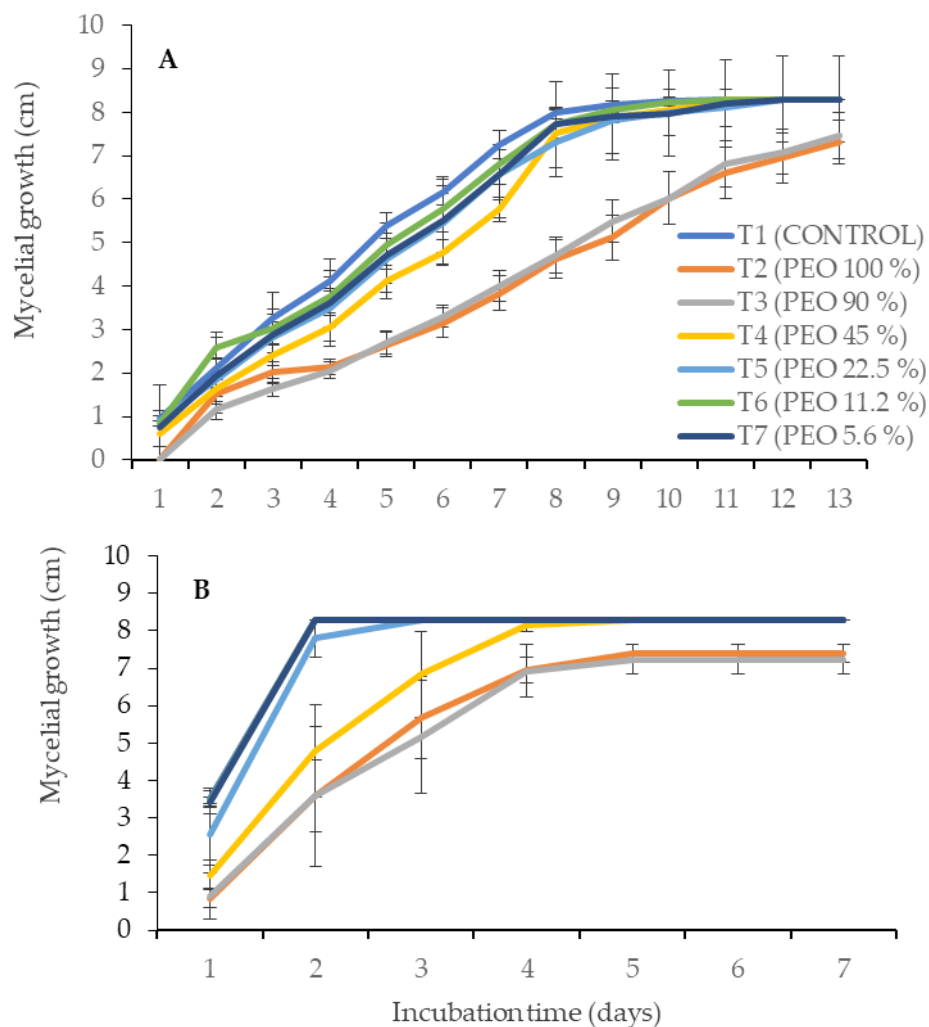 10
A
9
8
7
6
5
4
3
2
1
0
Mycelial growth (cm)
T1 (CONTROL)
T2 (PEO 100 %)
T3 (PEO 90 %)
T4 (PEO 45 %)
T5 (PEO 22.5 %)
T6 (PEO 11.2 %)
T7 (PEO 5.6 %)
1 2 3 4 5 6 7 8 9 10 11 12 13
10
B
9
8
7
6
5
4
3
2
1
0
Mycelial growth (cm)
1 2 3 4 5 6 7
Incubation time (days)